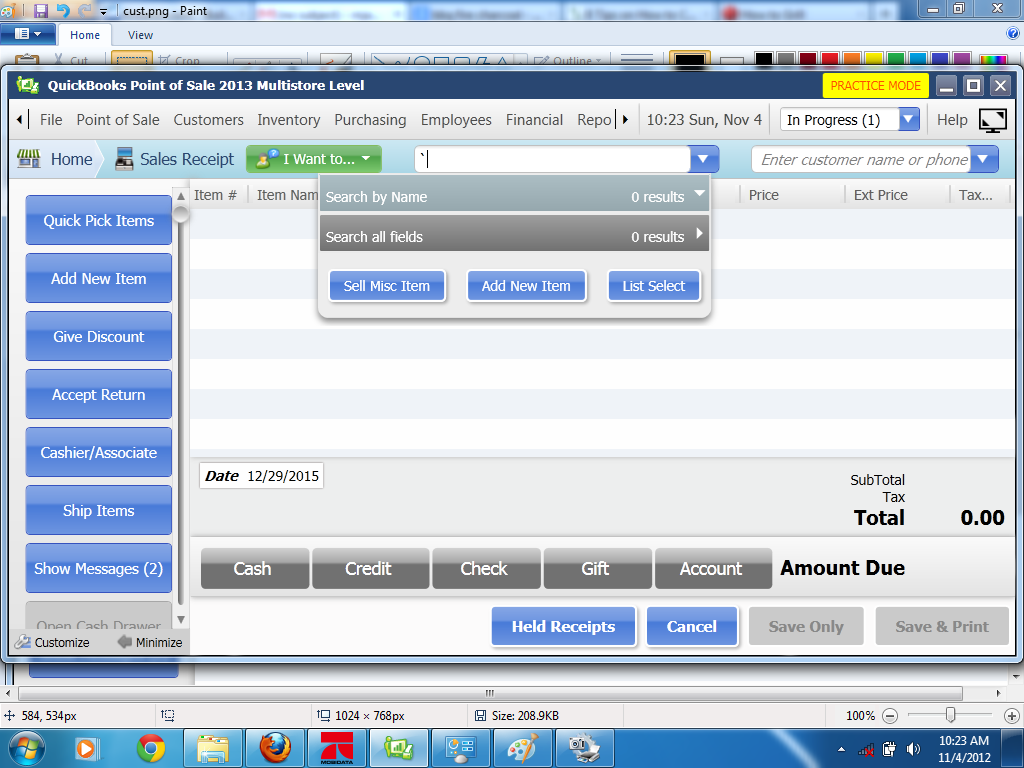 cust.png - Paint
Home View
Cut Crop Outline
QuickBooks Point of Sale 2013 Multistore Level PRACTICE MODE
File Point of Sale Customers Inventory Purchasing Employees Financial Repo 10:23 Sun, Nov 4 In Progress (1) Help
Home Sales Receipt I Want to... ` Enter customer name or phone
Item # Item Nam Price Ext Price Tax...
Search by Name 0 results
Search all fields 0 results
Sell Misc Item Add New Item List Select
Quick Pick Items
Add New Item
Give Discount
Accept Return
Cashier/Associate
Ship Items
Show Messages (2)
Open Cash Drawer
Customize Minimize
Date 12/29/2015
SubTotal
Tax
Total 0.00
Cash Credit Check Gift Account Amount Due
Held Receipts Cancel Save Only Save & Print
584, 534px 1024 × 768px Size: 208.9KB 100%
MOBIDATA
10:23 AM
11/4/2012